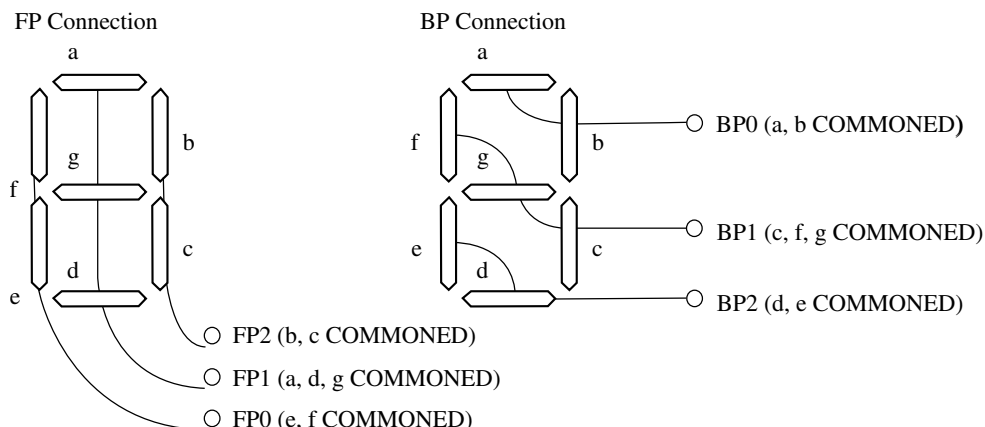 FP Connection
a
b
g
f
c
d
e
FP2 (b, c COMMONED)
FP1 (a, d, g COMMONED)
FP0 (e, f COMMONED)
BP Connection
a
BP0 (a, b COMMONED)
f
b
g
BP1 (c, f, g COMMONED)
e
c
d
BP2 (d, e COMMONED)